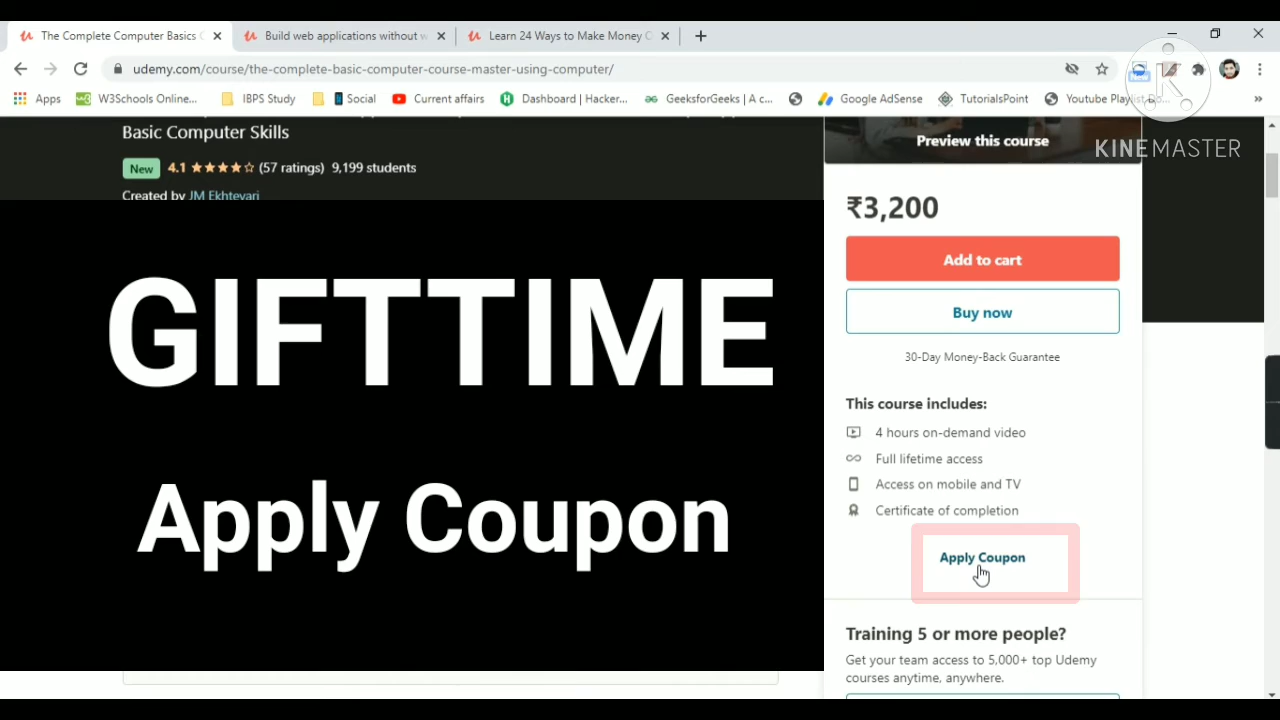 The Complete Computer Basics
Build web applications without w
Learn 24 Ways to Make Money
udemy.com/course/the-complete-basic-computer-course-master-using-computer/
Apps
W3Schools Online...
IBPS Study
Social
Current affairs
Dashboard | Hacker...
GeeksforGeeks | A c...
Google AdSense
TutorialsPoint
Youtube Playlist
KINEMASTER
Basic Computer Skills
New 4.1 (57 ratings) 9,199 students
Created by JM Ekhteyari
GIFTTIME
Apply Coupon
Preview this course
₹3,200
Add to cart
Buy now
30-Day Money-Back Guarantee
This course includes:
4 hours on-demand video
Full lifetime access
Access on mobile and TV
Certificate of completion
Apply Coupon
Training 5 or more people?
Get your team access to 5,000+ top Udemy
courses anytime, anywhere.